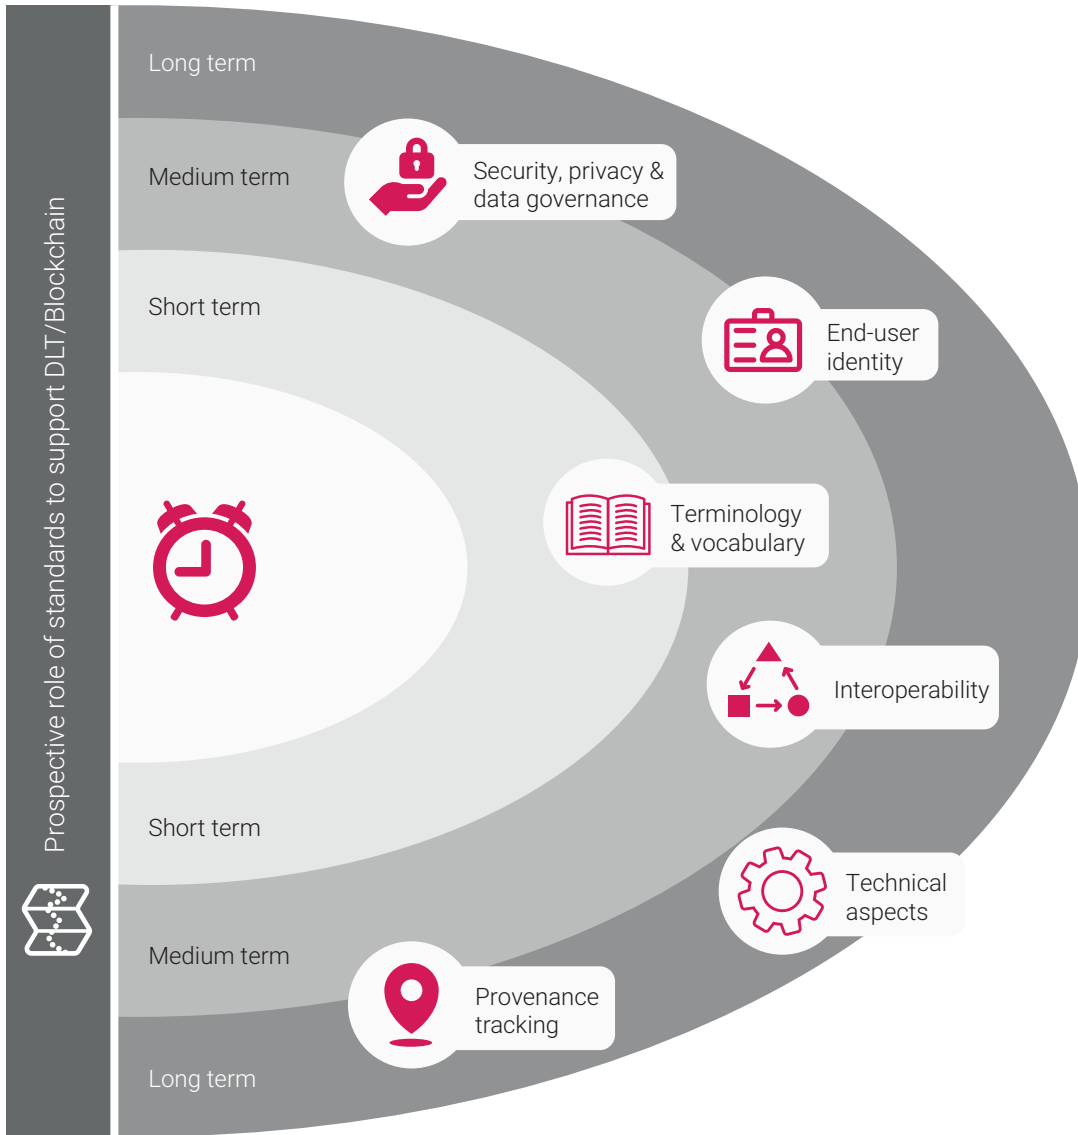 Prospective role of standards to support DLT/Blockchain
Long term
Medium term
Security, privacy &
data governance
Short term
End-user
identity
Terminology
& vocabulary
Interoperability
Short term
Technical
aspects
Medium term
Provenance
tracking
Long term